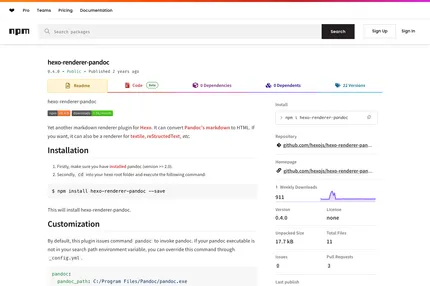 ❤ Pro Teams Pricing Documentation
npm Search packages Search Sign Up Sign In
hexo-renderer-pandoc
0.4.0 • Public • Published 2 years ago
Readme Code Beta 0 Dependencies 0 Dependents 22 Versions
hexo-renderer-pandoc
Yet another markdown renderer plugin for Hexo. It can convert Pandoc's markdown to HTML. IF
you want, it can also be a renderer for textile, reStructedText, etc.
Installation
1. Firstly, make sure you have installed pandoc (version >= 2.0).
2. Secondly, cd into your hexo root folder and execute the following command:
$ npm install hexo-renderer-pandoc --save
This will install hexo-renderer-pandoc.
Customization
By default, this plugin issues command pandoc to invoke pandoc. If your pandoc executable is
not in your search path environment variable, you can override this command through
_config.yml .
pandoc:
pandoc_path: C:/Program Files/Pandoc/pandoc.exe
Install
> npm i hexo-renderer-pandoc
Repository
github.com/hexojs/hexo-renderer-pan...
Homepage
github.com/hexojs/hexo-renderer-pan...
Weekly Downloads
911
Version License
0.4.0 none
Unpacked Size Total Files
17.7 kB 11
Issues Pull Requests
0 3
Last publish